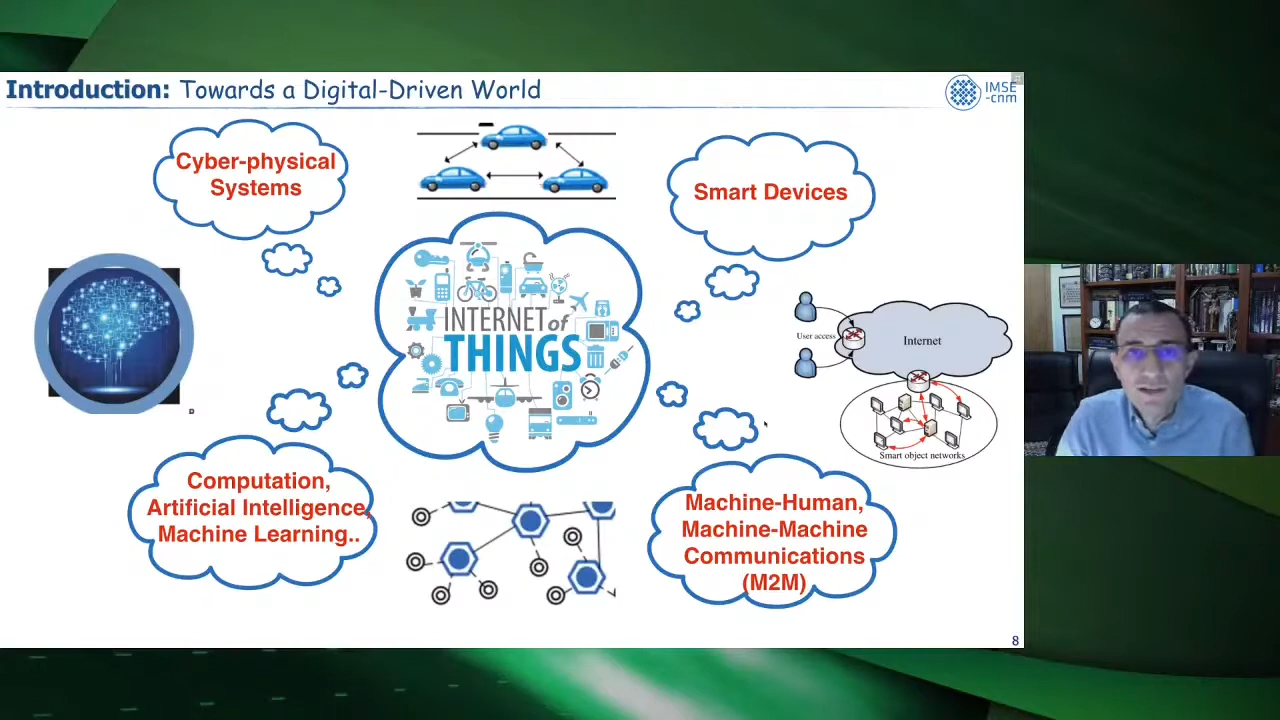 Introduction: Towards a Digital-Driven World
IMSE
-cnm
Cyber-physical
Systems
Smart Devices
INTERNET of
THINGS
User access
Internet
Smart object networks
Computation,
Artificial Intelligence,
Machine Learning..
Machine-Human,
Machine-Machine
Communications
(M2M)
8